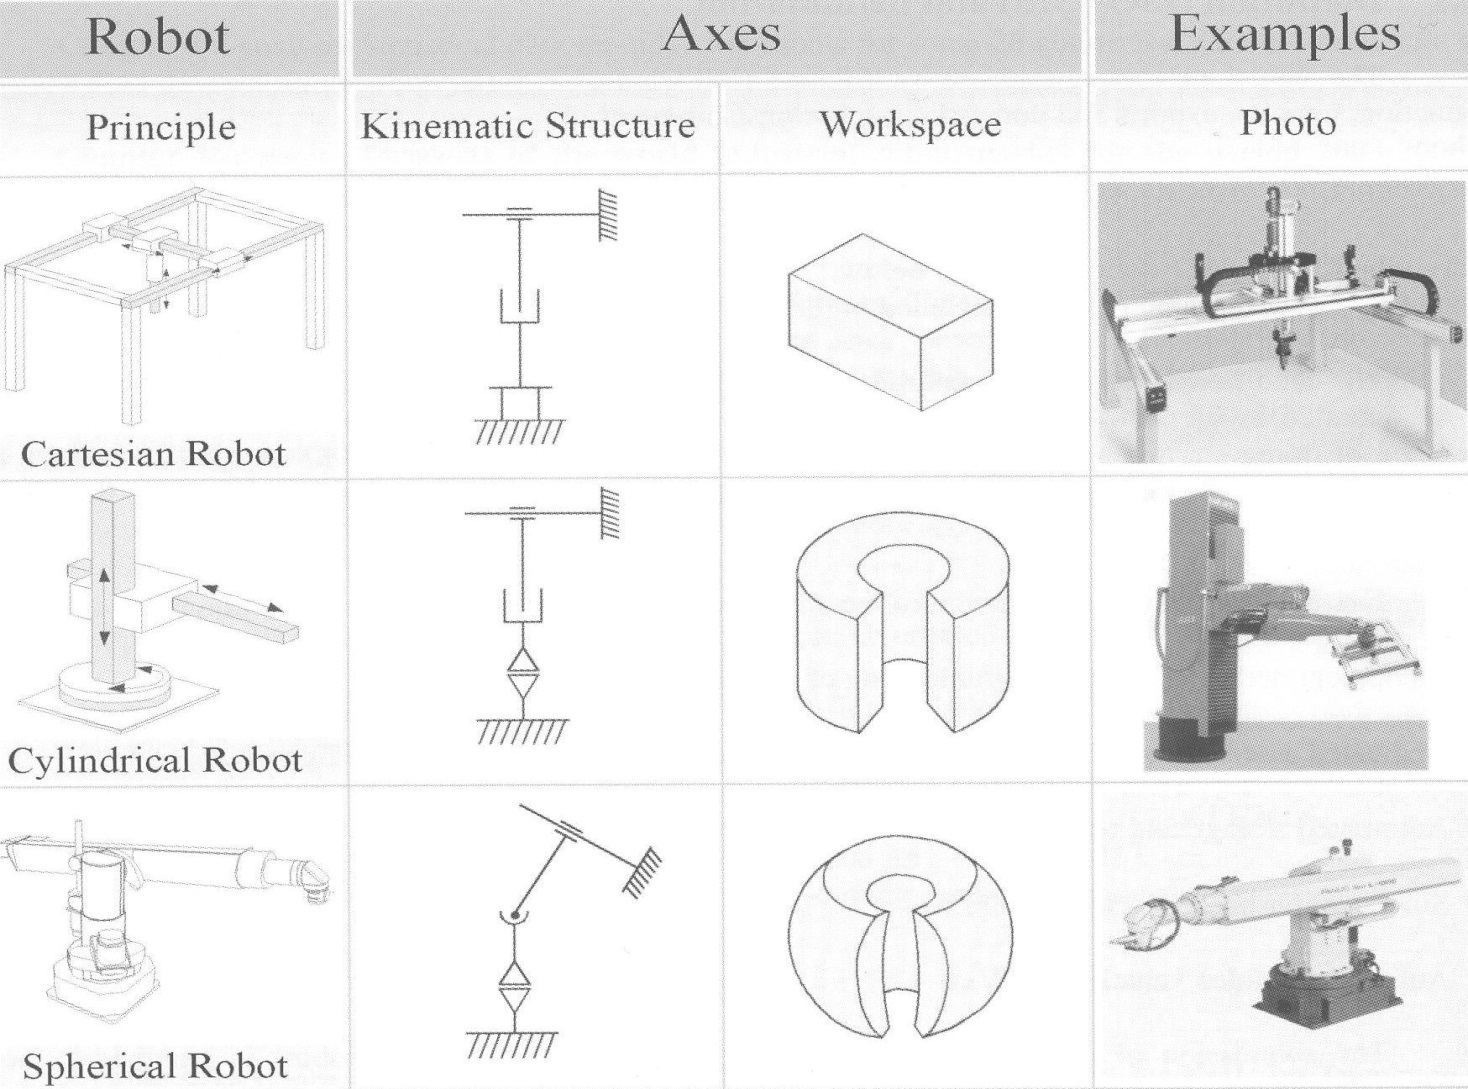 Robot
Axes
Examples
Principle
Kinematic Structure
Workspace
Photo
Cartesian Robot
Cylindrical Robot
Spherical Robot